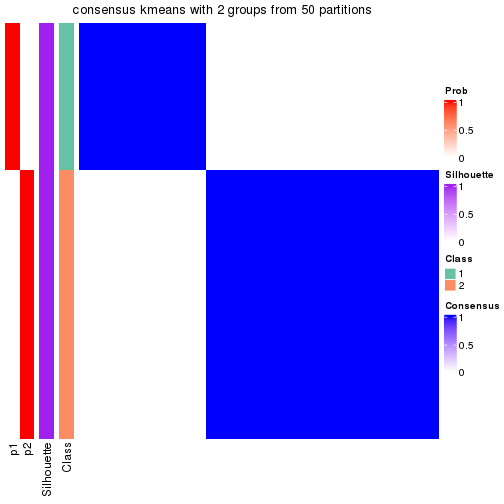 consensus kmeans with 2 groups from 50 partitions
Prob
1
0.5
0
Silhouette
1
0.5
0
Class
1
2
Consensus
1
0.5
0
p1
p2
Silhouette
Class